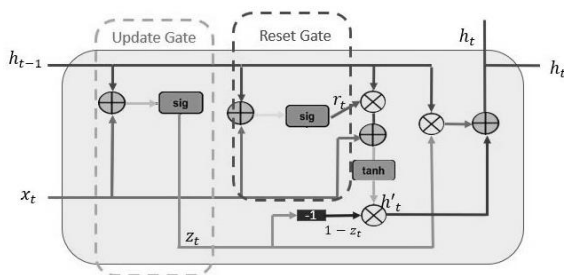 Update Gate
Reset Gate
h_t
h_{t-1}
h_t
sig
sig
r_t
tanh
x_t
h'_t
z_t
-1
1 - z_t